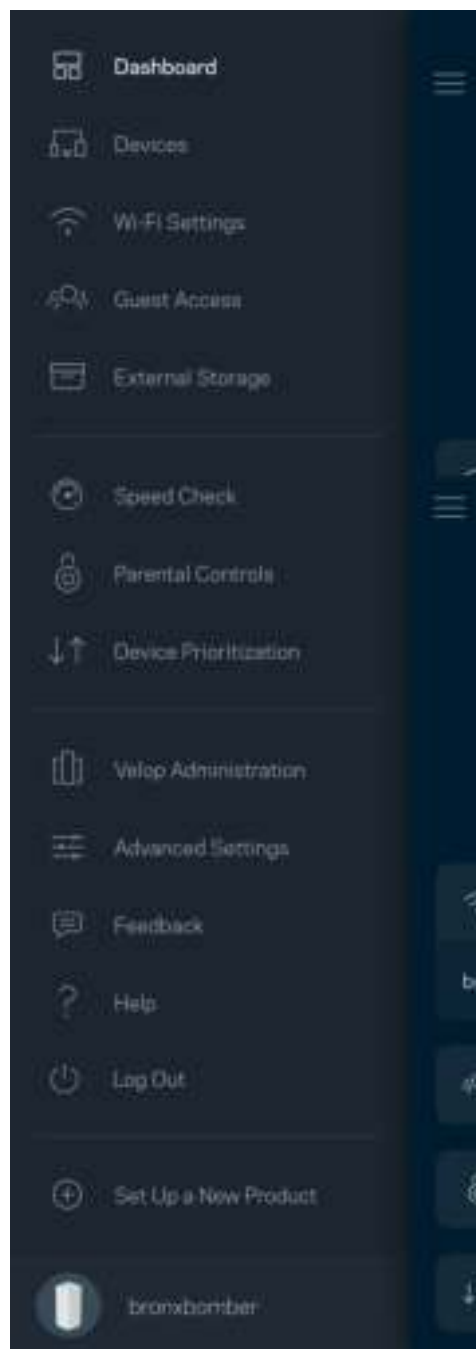 Dashboard
Devices
Wi-Fi Settings
Guest Access
External Storage
Speed Check
Parental Controls
Device Prioritization
Velop Administration
Advanced Settings
Feedback
Help
Log Out
Set Up a New Product
bronxbomber